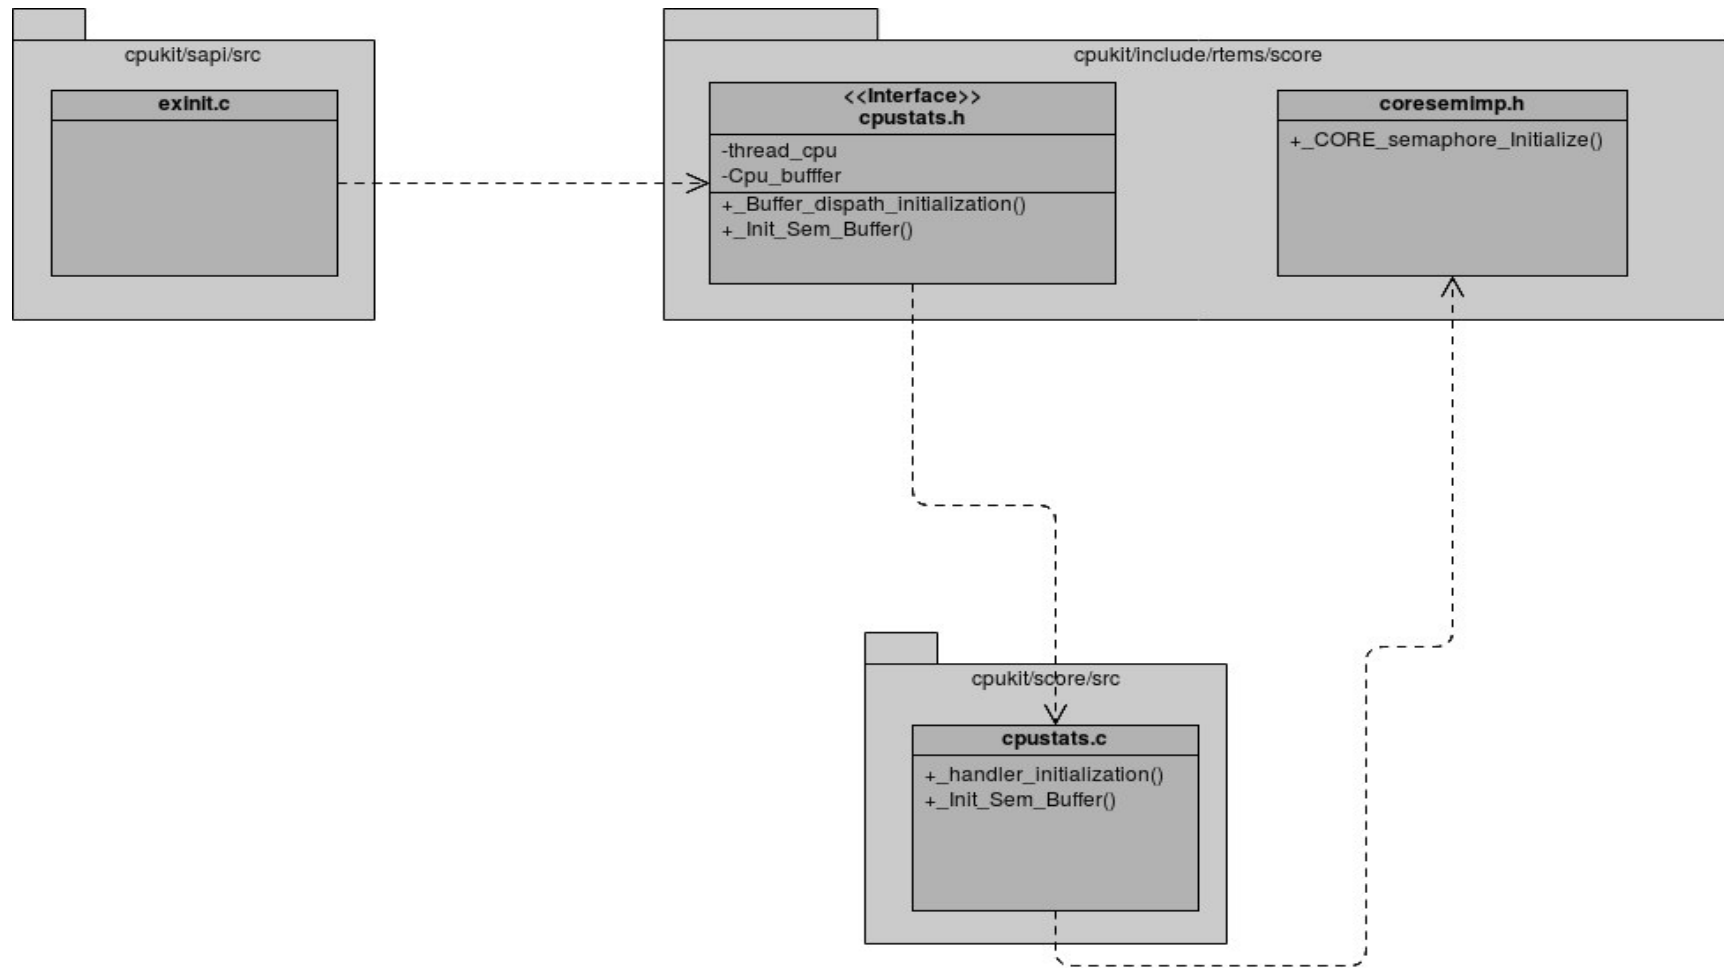 cpukit/sapi/src
exinit.c
cpukit/include/rtems/score
<<Interface>>
cpustats.h
-thread_cpu
-Cpu_bufffer
+_Buffer_dispath_initialization()
+_Init_Sem_Buffer()
coresemimp.h
+_CORE_semaphore_Initialize()
cpukit/score/src
cpustats.c
+_handler_initialization()
+_Init_Sem_Buffer()